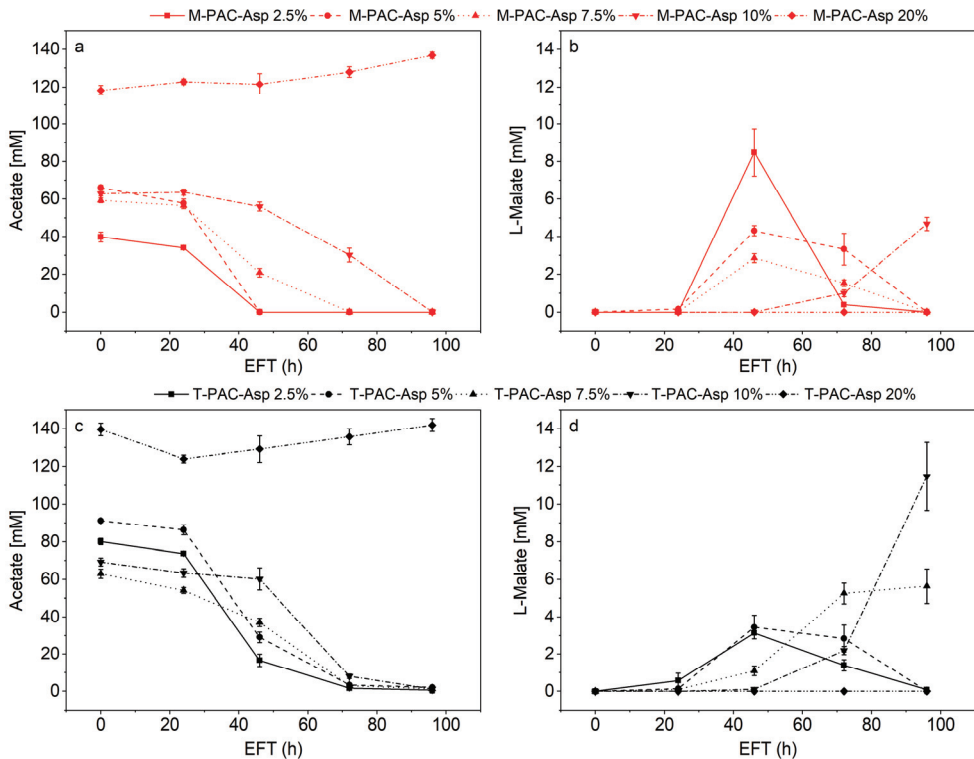 M-PAC-Asp 2.5% M-PAC-Asp 5% M-PAC-Asp 7.5% M-PAC-Asp 10% M-PAC-Asp 20%
a
140
120
100
80
60
40
20
0
Acetate [mM]
0 20 40 60 80 100
EFT (h)
b
14
12
10
8
6
4
2
0
L-Malate [mM]
0 20 40 60 80 100
EFT (h)
T-PAC-Asp 2.5% T-PAC-Asp 5% T-PAC-Asp 7.5% T-PAC-Asp 10% T-PAC-Asp 20%
c
140
120
100
80
60
40
20
0
Acetate [mM]
0 20 40 60 80 100
EFT (h)
d
14
12
10
8
6
4
2
0
L-Malate [mM]
0 20 40 60 80 100
EFT (h)